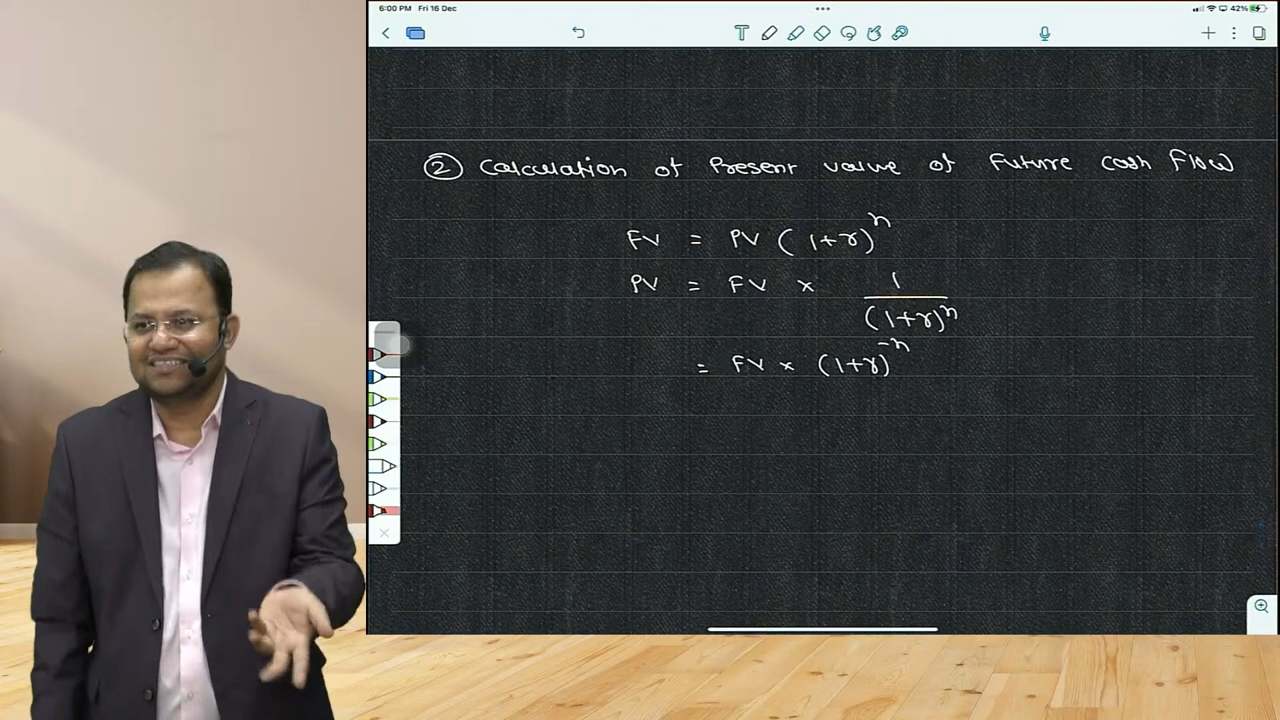 6:00 PM Fri 16 Dec
42%
② Calculation of Present value of Future cash Flow
FV = PV (1+r)^n
PV = FV × 1/(1+r)^n
= FV × (1+r)^-n